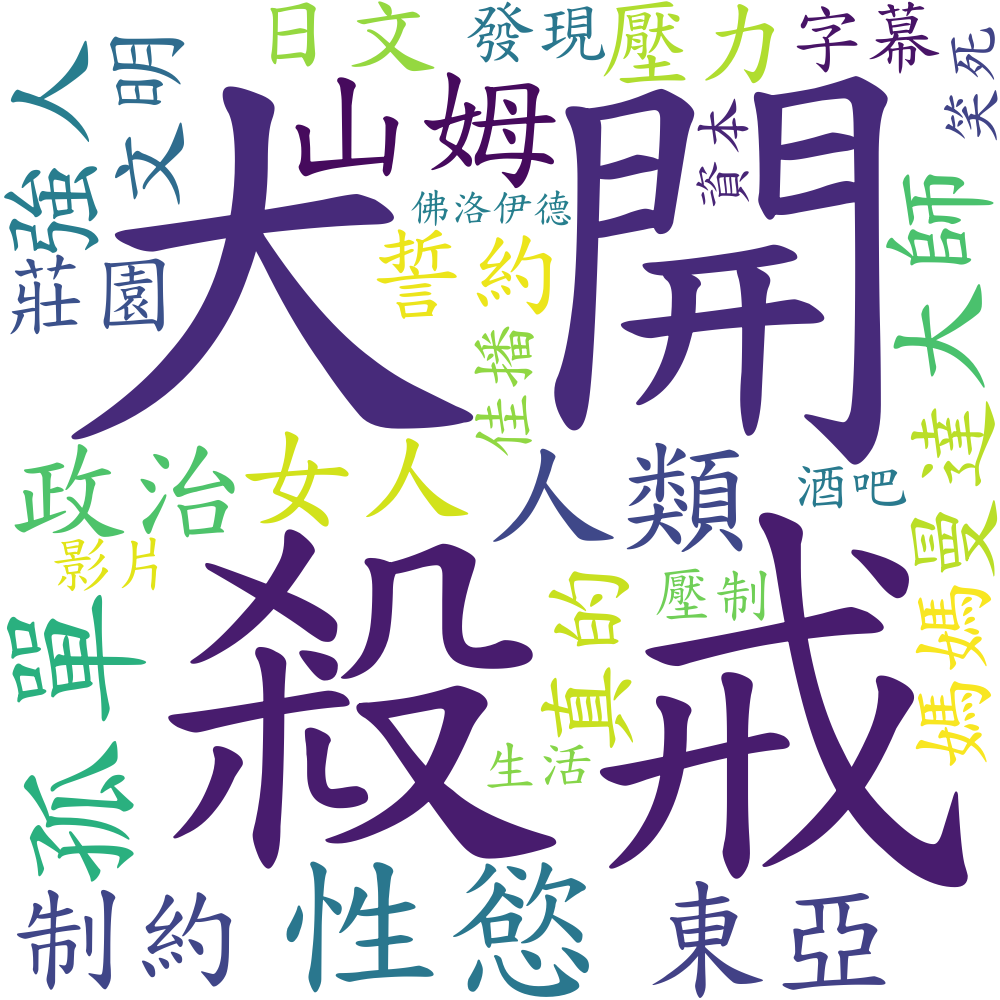 日文
發現
壓力
字幕
笑死
強人
文明
大開
山姆
資本
佛洛伊德
莊園
誓約
佳播
曼達大師
政治
女人
人類
酒吧
影片
殺戒
真的
壓制
媽媽
孤單
生活
制約
性慾
東亞